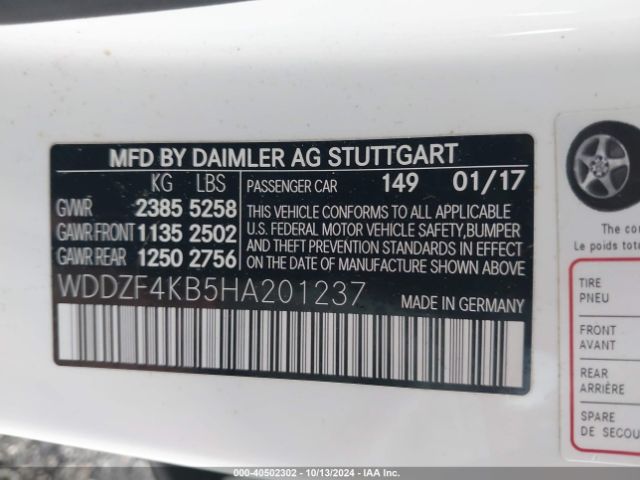 MFD BY DAIMLER AG STUTTGART
KG LBS
GVWR 2385 5258
GAWR FRONT 1135 2502
GAWR REAR 1250 2756
PASSENGER CAR 149 01/17
THIS VEHICLE CONFORMS TO ALL APPLICABLE
U.S. FEDERAL MOTOR VEHICLE SAFETY,BUMPER
AND THEFT PREVENTION STANDARDS IN EFFECT
ON THE DATE OF MANUFACTURE SHOWN ABOVE
WDDZF4KB5HA201237
MADE IN GERMANY
The co
Le poids tota
TIRE
PNEU
FRONT
AVANT
REAR
ARRIÈRE
SPARE
DE SECOU
000-40502302 | 10/13/2024 | IAA Inc.